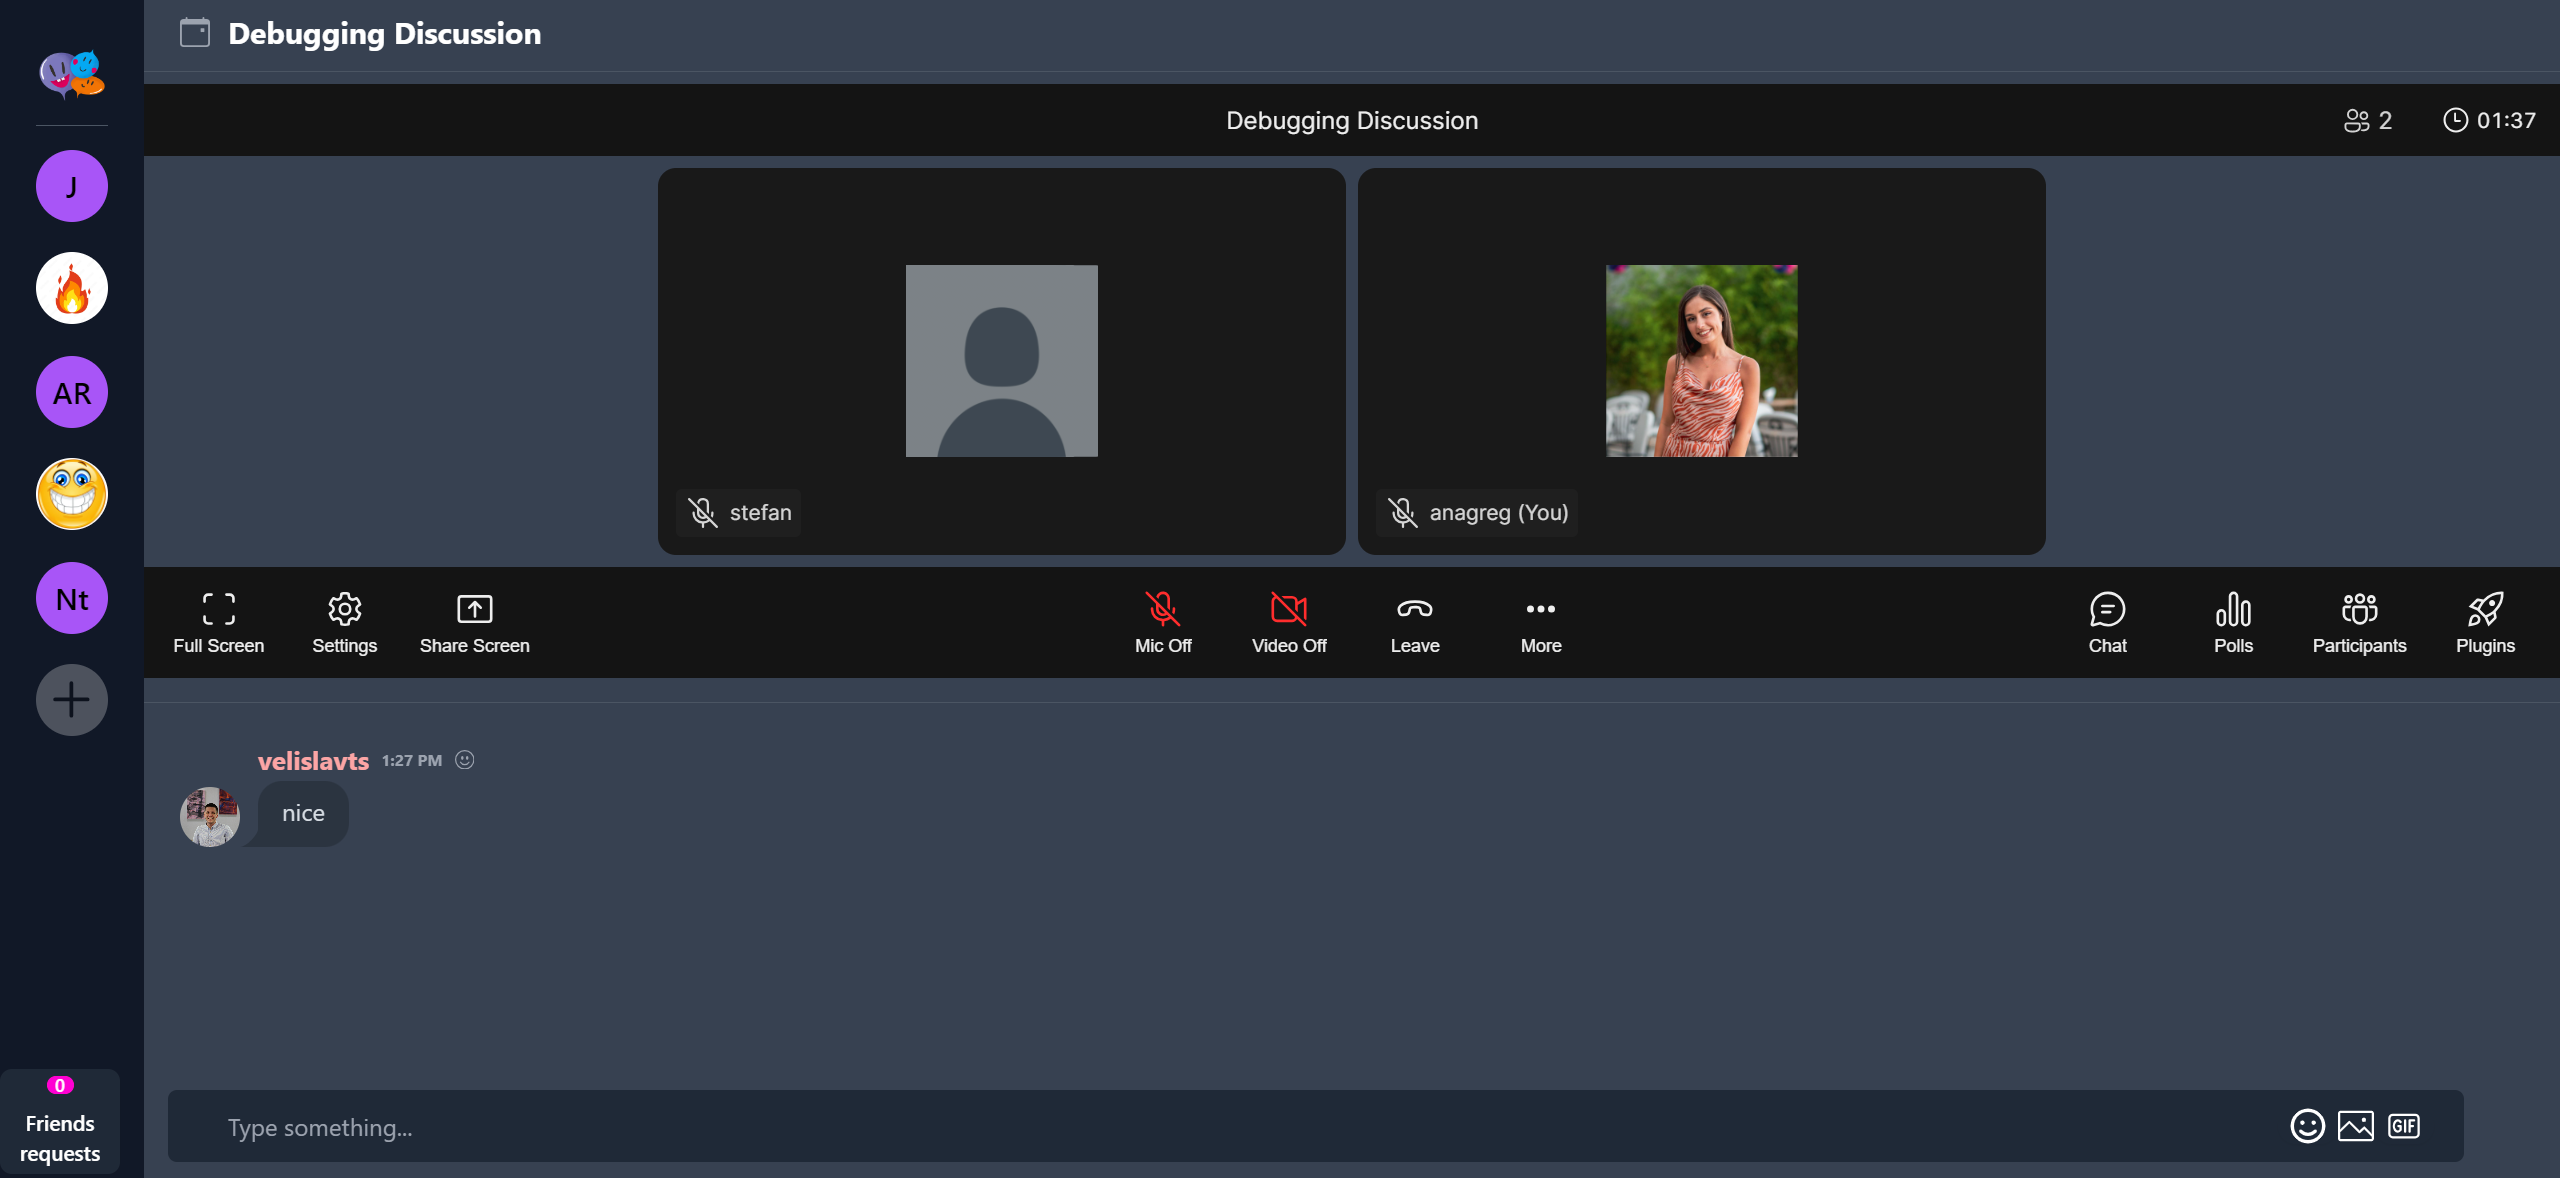 Debugging Discussion
Debugging Discussion
2
01:37
J
AR
Nt
stefan
anagreg (You)
Full Screen
Settings
Share Screen
Mic Off
Video Off
Leave
More
Chat
Polls
Participants
Plugins
velislavts 1:27 PM
nice
0
Friends
requests
Type something...
GIF